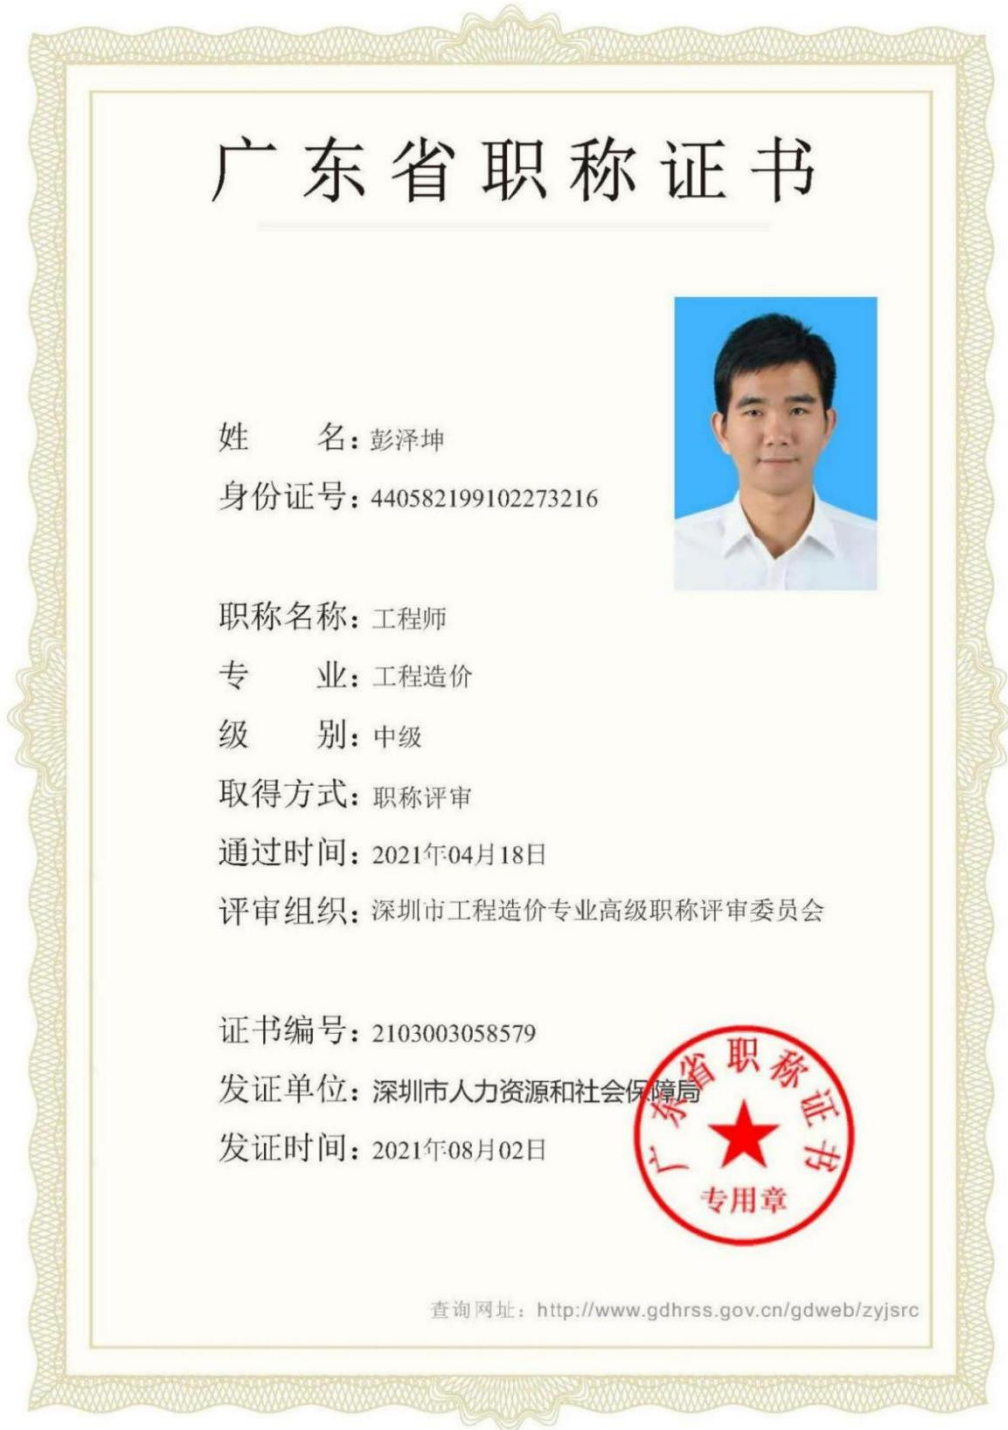 广东省职称证书
姓 名：彭泽坤
身份证号：440582199102273216
职称名称：工程师
专 业：工程造价
级 别：中级
取得方式：职称评审
通过时间：2021年04月18日
评审组织：深圳市工程造价专业高级职称评审委员会
证书编号：2103003058579
发证单位：深圳市人力资源和社会保障局
发证时间：2021年08月02日
广东省职称证书
专用章
查询网址：http://www.gdhrss.gov.cn/gdweb/zyjsrc